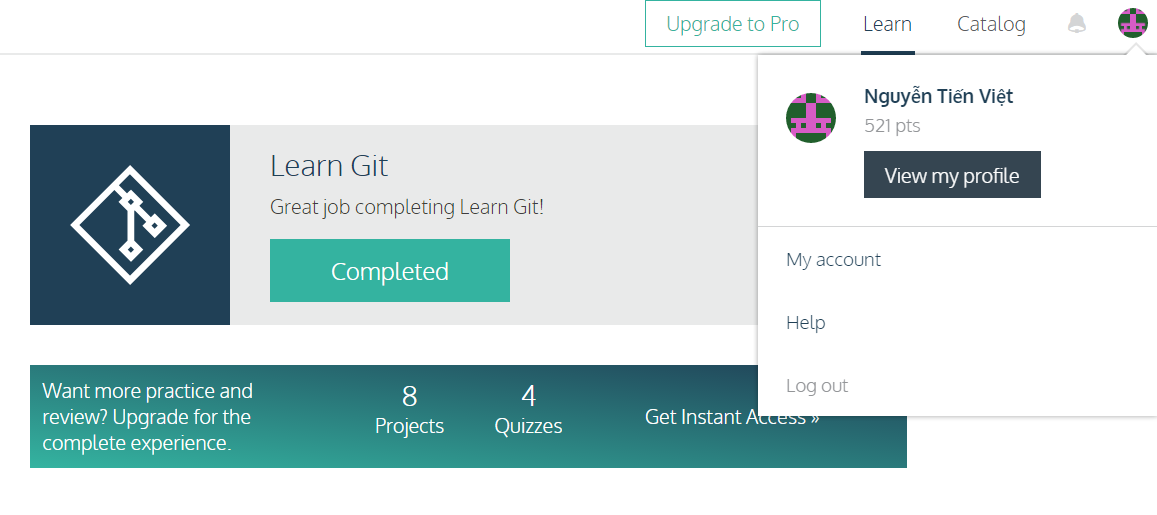 Upgrade to Pro
Learn
Catalog
Nguyễn Tiến Việt
521 pts
View my profile
My account
Help
Log out
Learn Git
Great job completing Learn Git!
Completed
Want more practice and
review? Upgrade for the
complete experience.
8
Projects
4
Quizzes
Get Instant Access »